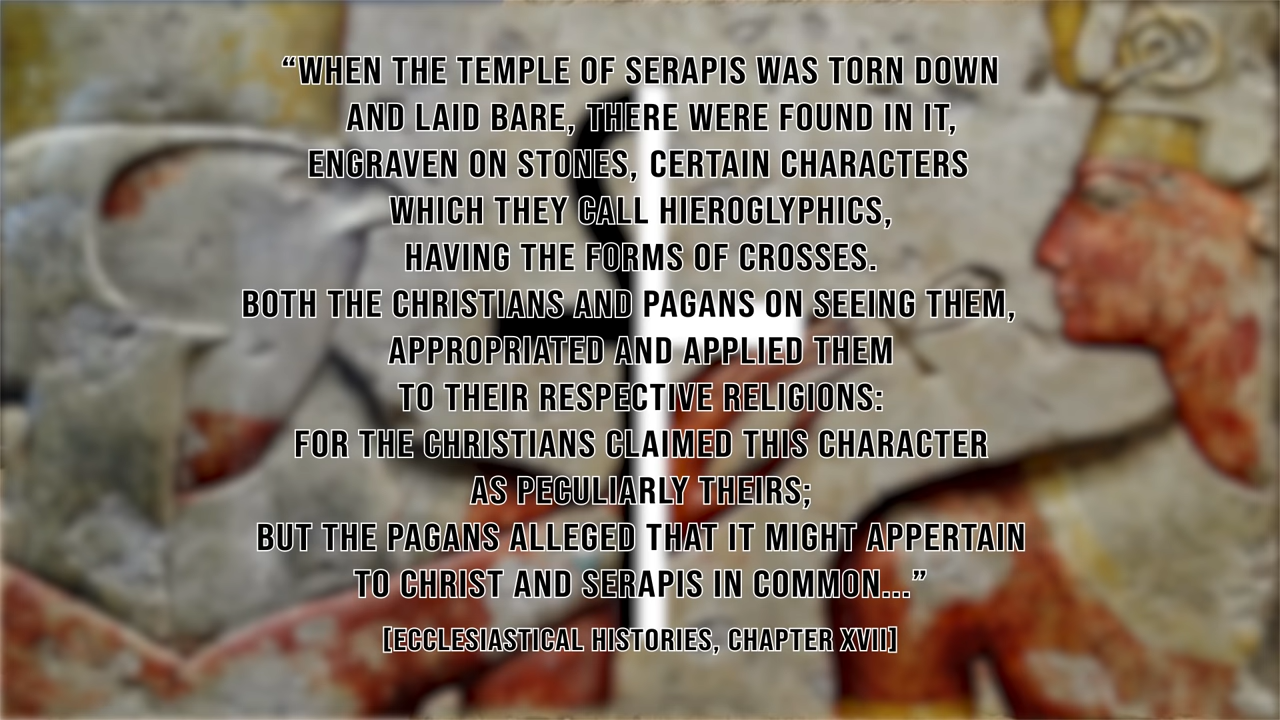 “WHEN THE TEMPLE OF SERAPIS WAS TORN DOWN
AND LAID BARE, THERE WERE FOUND IN IT,
ENGRAVEN ON STONES, CERTAIN CHARACTERS
WHICH THEY CALL HIEROGLYPHICS,
HAVING THE FORMS OF CROSSES.
BOTH THE CHRISTIANS AND PAGANS ON SEEING THEM,
APPROPRIATED AND APPLIED THEM
TO THEIR RESPECTIVE RELIGIONS:
FOR THE CHRISTIANS CLAIMED THIS CHARACTER
AS PECULIARLY THEIRS;
BUT THE PAGANS ALLEGED THAT IT MIGHT APPERTAIN
TO CHRIST AND SERAPIS IN COMMON...”
[ECCLESIASTICAL HISTORIES, CHAPTER XVII]